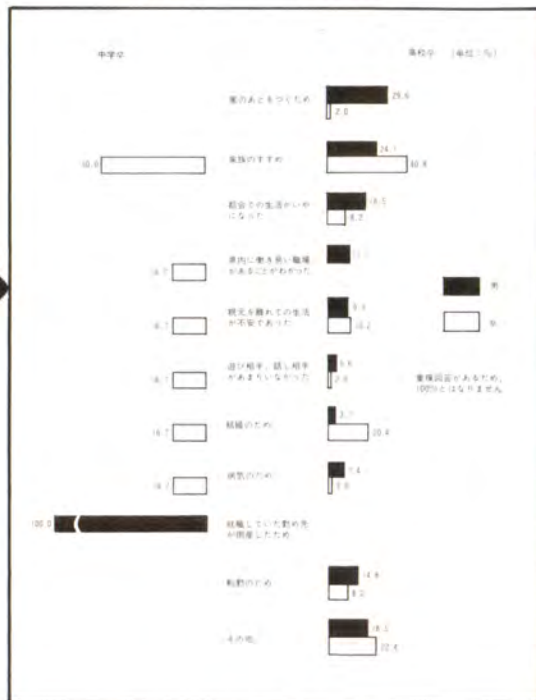 中学卒
高校卒 (単位:%)
家のあとをつぐため
29.6
2.0
50.0
家族のすすめ
24.1
40.8
都会での生活がいや
になった
18.5
8.2
16.7
県内に働き良い職場
があることがわかった
16.7
親元を離れての生活
が不安であった
10.2
16.7
遊び相手、話し相手
があまりいなかった
5.6
2.0
16.7
結婚のため
3.7
20.4
16.7
病気のため
7.4
2.0
100.0
就職していた勤め先
が倒産したため
転勤のため
14.8
8.2
その他
22.4
男
女
重複回答があるため、
100%とはなりません